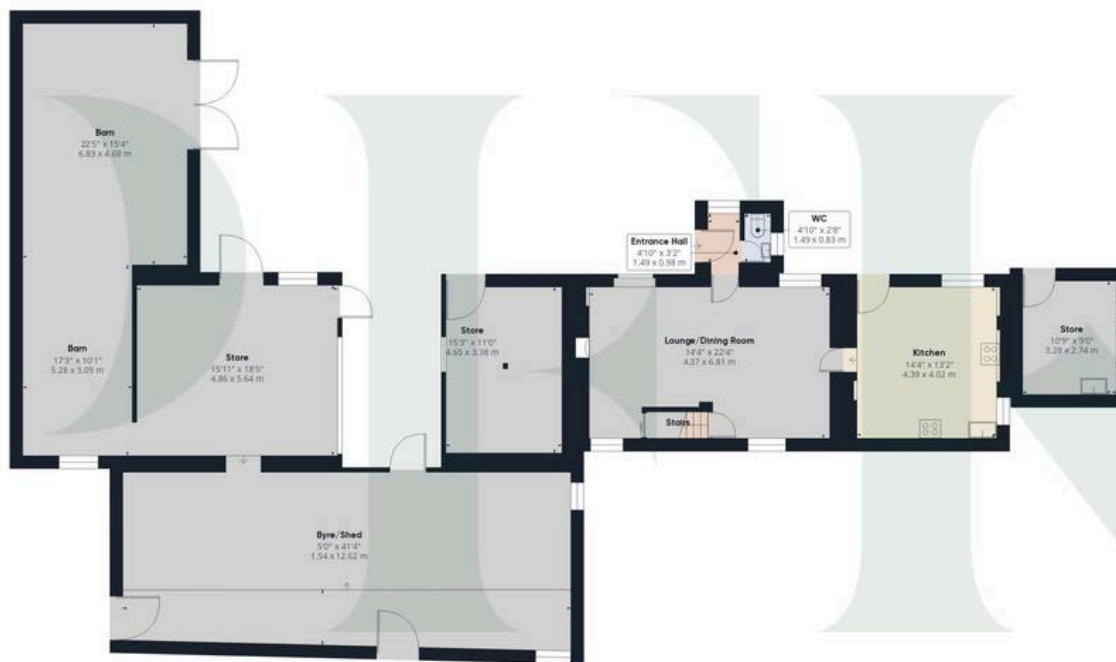 Barn
22'5" x 15'4"
6.83 x 4.68 m
WC
4'10" x 2'8"
1.49 x 0.83 m
Entrance Hall
4'10" x 3'2"
1.49 x 0.98 m
Barn
17'3" x 10'1"
5.28 x 3.09 m
Store
15'11" x 18'5"
4.86 x 5.64 m
Store
15'3" x 11'0"
4.65 x 3.38 m
Lounge/Dining Room
14'4" x 22'4"
4.37 x 6.81 m
Kitchen
14'4" x 13'2"
4.39 x 4.02 m
Store
10'9" x 9'0"
3.28 x 2.74 m
Stairs
Byre/Shed
5'0" x 41'4"
1.54 x 12.62 m